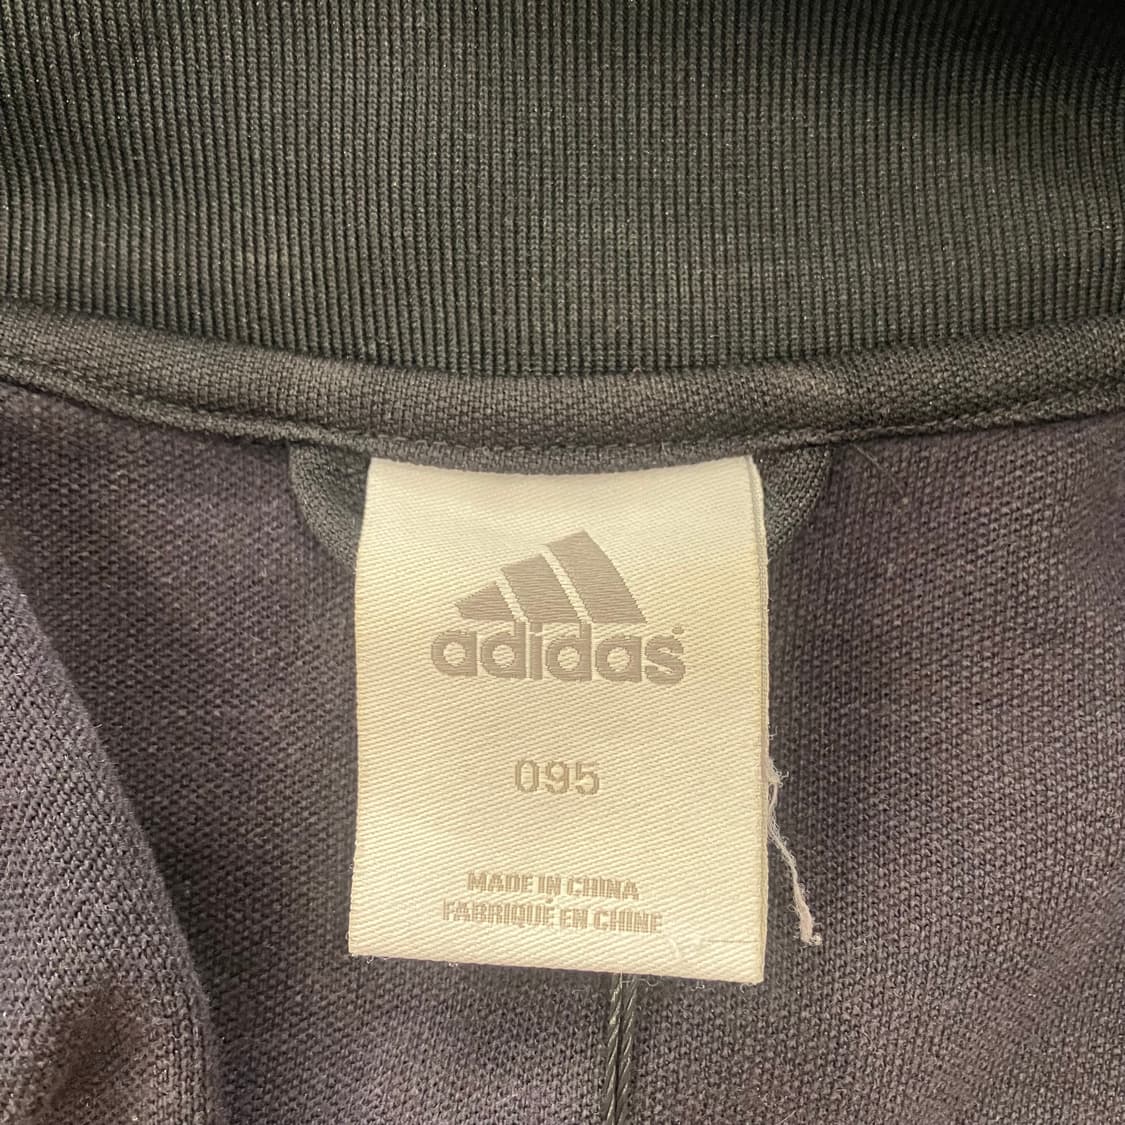 adidas
095
MADE IN CHINA
FABRIQUÉ EN CHINE